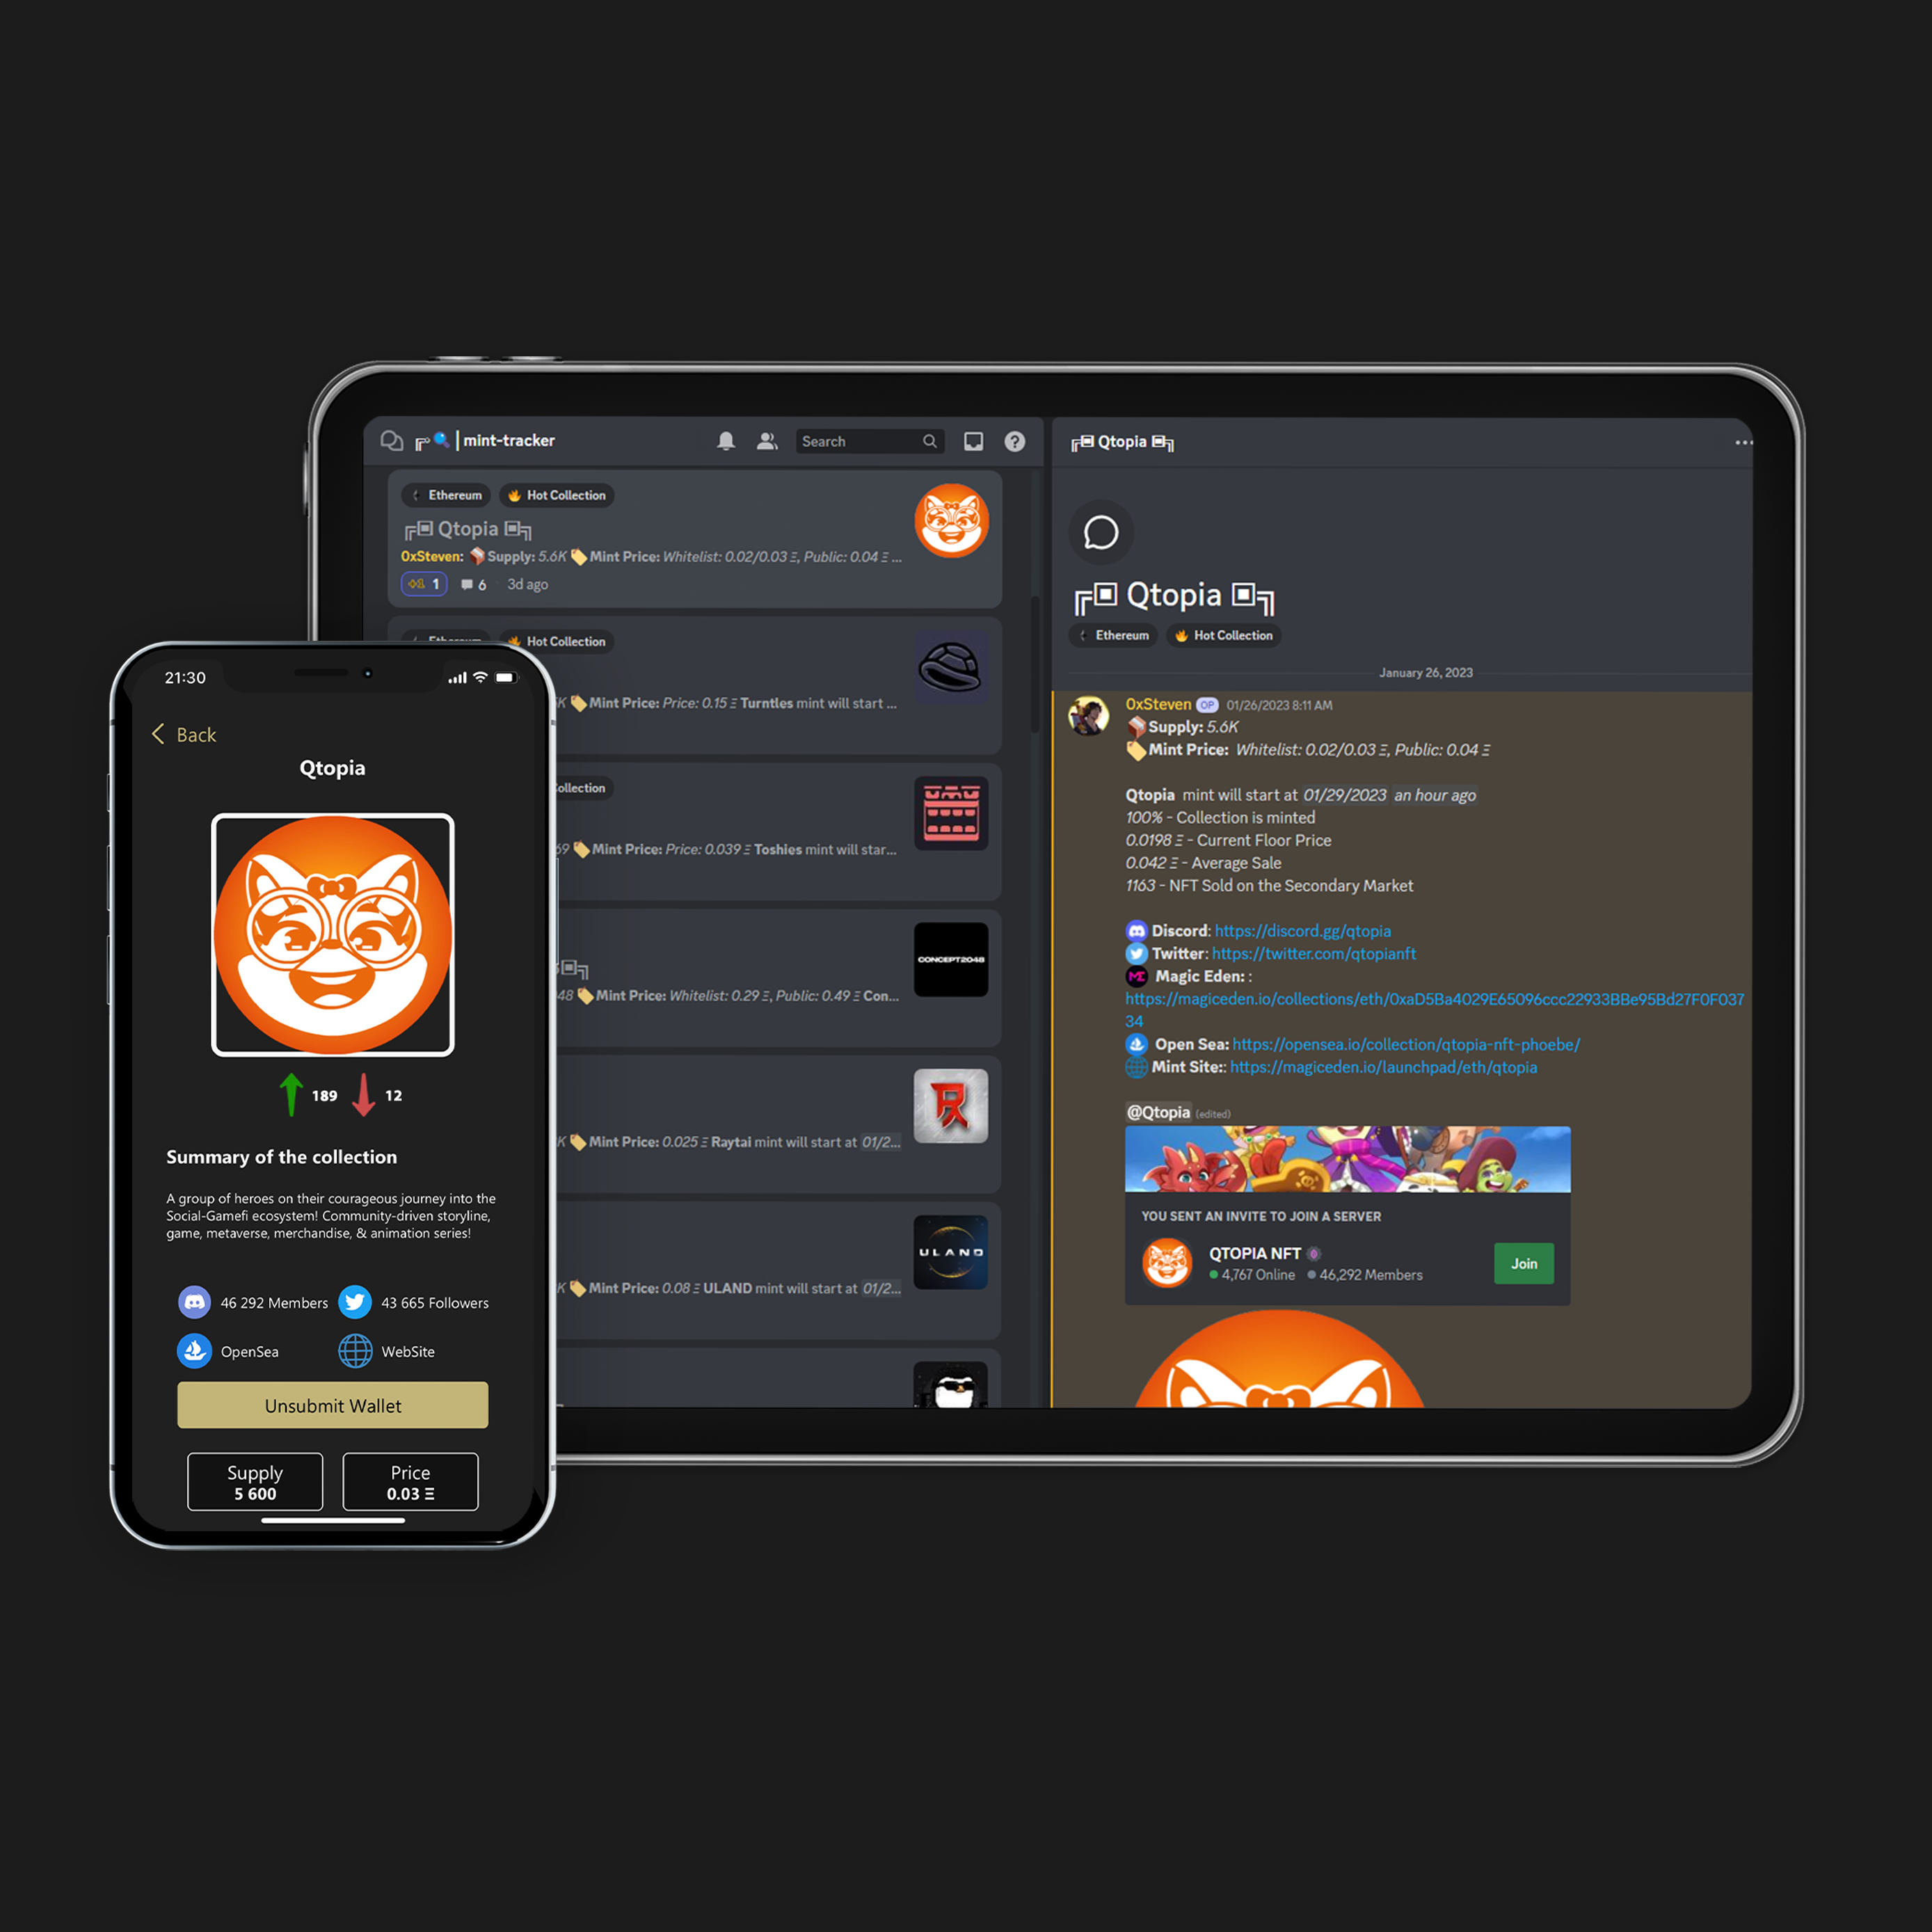 21:30
Back
Qtopia
189 12
Summary of the collection
A group of heroes on their courageous journey into the
Social-Gamefi ecosystem! Community-driven storyline,
game, metaverse, merchandise, & animation series!
46 292 Members 43 665 Followers
OpenSea WebSite
Unsubmit Wallet
Supply Price
5 600 0.03 Ξ
mint-tracker Search
Ethereum Hot Collection
Qtopia
0xSteven: Supply: 5.6K Mint Price: Whitelist: 0.02/0.03 Ξ, Public: 0.04 Ξ ...
1 6 3d ago
Ethereum Hot Collection
K Mint Price: Price: 0.15 Ξ Turntles mint will start ...
Collection
69 Mint Price: Price: 0.039 Ξ Toshies mint will star...
CONCEPT2048
48 Mint Price: Whitelist: 0.29 Ξ, Public: 0.49 Ξ Con...
K Mint Price: 0.025 Ξ Raytai mint will start at 01/2...
ULAND
K Mint Price: 0.08 Ξ ULAND mint will start at 01/2...
Qtopia
Qtopia
Ethereum Hot Collection
January 26, 2023
0xSteven OP 01/26/2023 8:11 AM
Supply: 5.6K
Mint Price: Whitelist: 0.02/0.03 Ξ, Public: 0.04 Ξ
Qtopia mint will start at 01/29/2023 an hour ago
100% - Collection is minted
0.0198 Ξ - Current Floor Price
0.042 Ξ - Average Sale
1163 - NFT Sold on the Secondary Market
Discord: https://discord.gg/qtopia
Twitter: https://twitter.com/qtopianft
Magic Eden: :
https://magiceden.io/collections/eth/0xaD5Ba4029E65096ccc22933BBe95Bd27F0F037
34
Open Sea: https://opensea.io/collection/qtopia-nft-phoebe/
Mint Site:: https://magiceden.io/launchpad/eth/qtopia
@Qtopia (edited)
YOU SENT AN INVITE TO JOIN A SERVER
QTOPIA NFT
4,767 Online 46,292 Members
Join